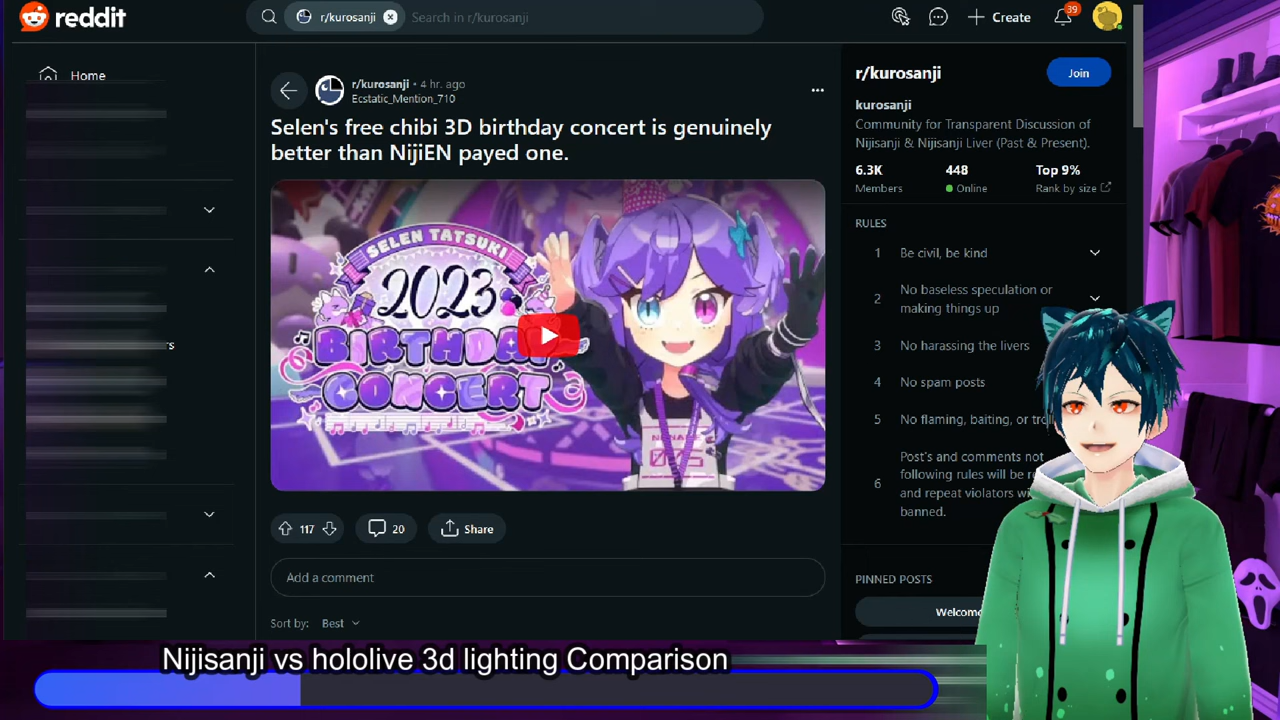 reddit
r/kurosanji
Search in r/kurosanji
Create
39
Home
r/kurosanji • 4 hr. ago
Ecstatic_Mention_710
Selen's free chibi 3D birthday concert is genuinely
better than NijiEN payed one.
SELEN TATSUKI
2023
BIRTHDAY
CONCERT
117
20
Share
Add a comment
Sort by: Best
r/kurosanji
Join
kurosanji
Community for Transparent Discussion of
Nijisanji & Nijisanji Liver (Past & Present).
6.3K 448 Top 9%
Members Online Rank by size
RULES
1 Be civil, be kind
2 No baseless speculation or
making things up
3 No harassing the livers
4 No spam posts
5 No flaming, baiting, or
6 Post's and comments not
following rules will be
and repeat violators
banned.
PINNED POSTS
Nijisanji vs hololive 3d lighting Comparison